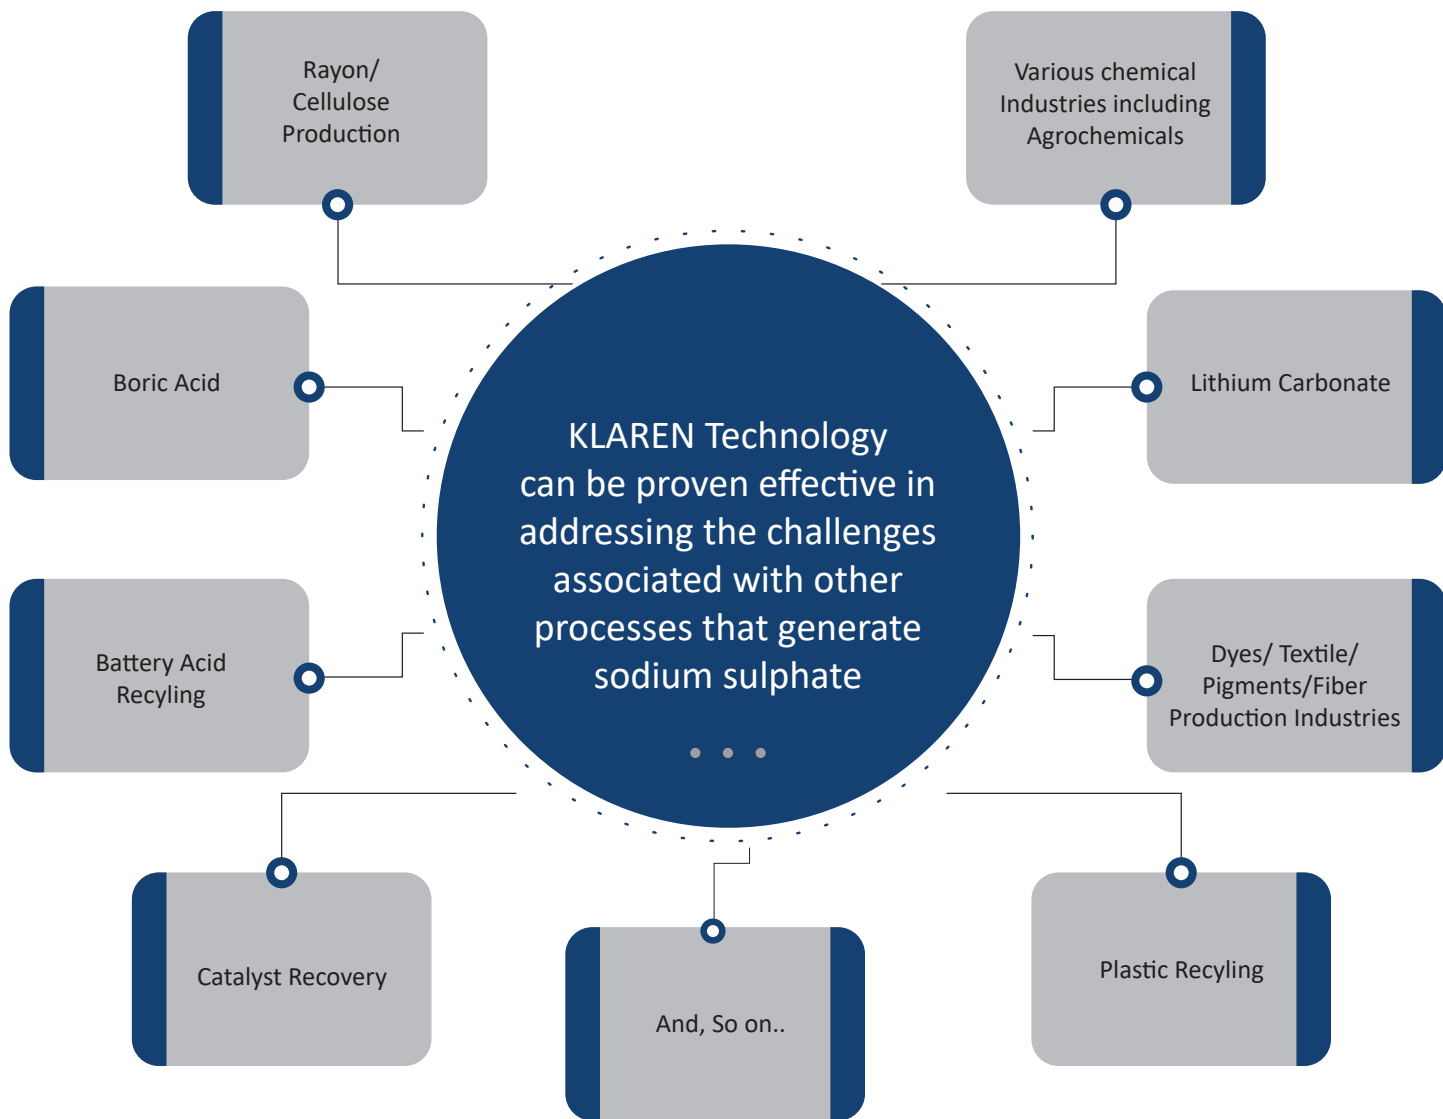 Rayon/
Cellulose
Production
Various chemical
Industries including
Agrochemicals
Boric Acid
Lithium Carbonate
KLAREN Technology
can be proven effective in
addressing the challenges
associated with other
processes that generate
sodium sulphate
Battery Acid
Recyling
Dyes/ Textile/
Pigments/Fiber
Production Industries
Catalyst Recovery
And, So on..
Plastic Recyling